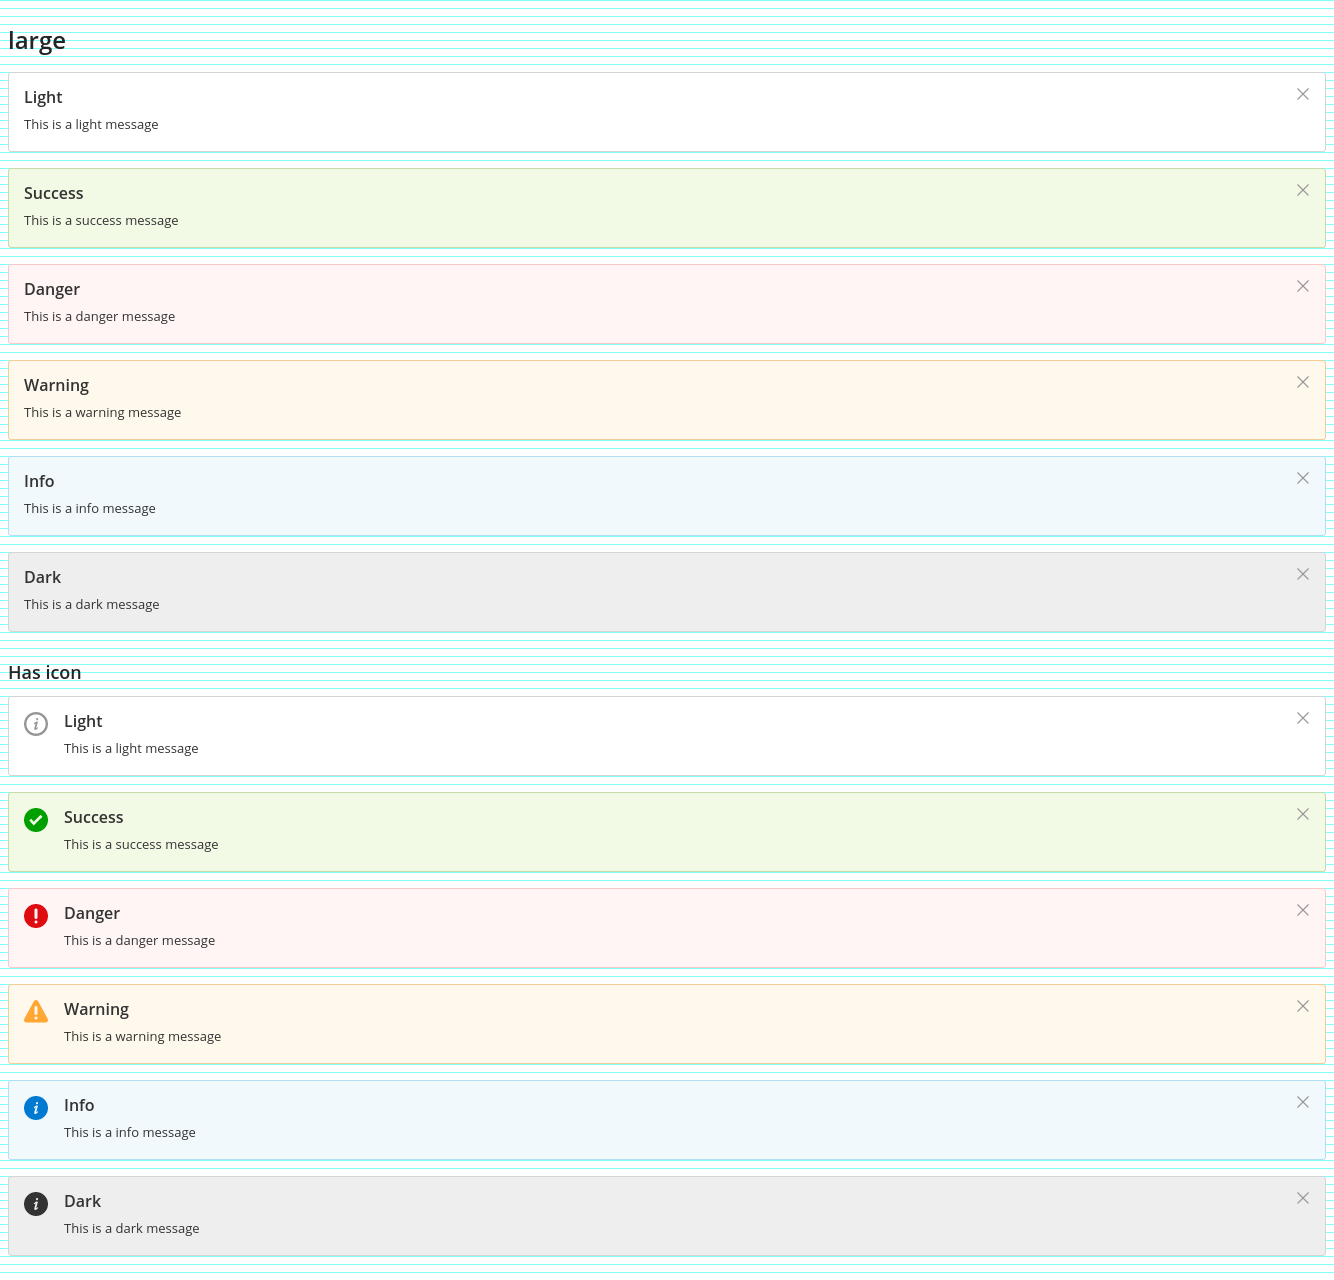 large
Light
This is a light message
Success
This is a success message
Danger
This is a danger message
Warning
This is a warning message
Info
This is a info message
Dark
This is a dark message
Has icon
Light
This is a light message
Success
This is a success message
Danger
This is a danger message
Warning
This is a warning message
Info
This is a info message
Dark
This is a dark message